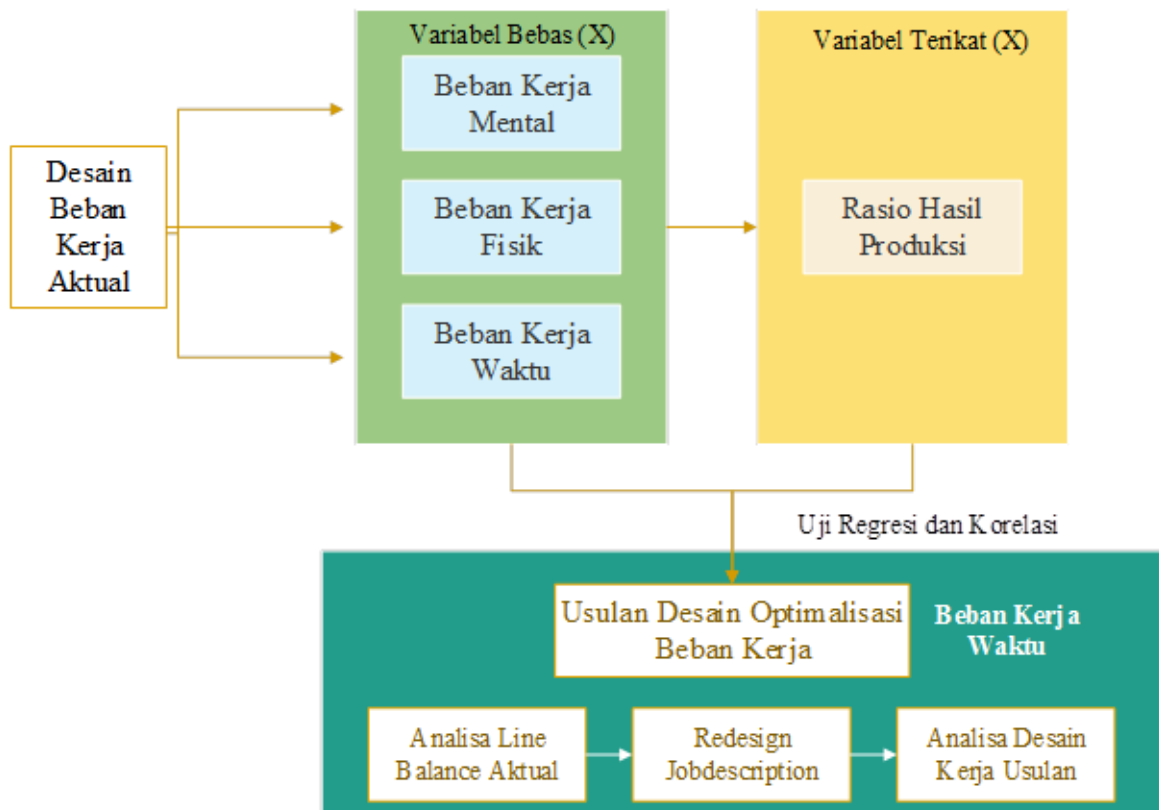 Variabel Bebas (X)
Variabel Terikat (X)
Beban Kerja
Mental
Desain
Beban
Kerja
Aktual
Beban Kerja
Fisik
Rasio Hasil
Produksi
Beban Kerja
Waktu
Uji Regresi dan Korelasi
Usulan Desain Optimalisasi
Beban Kerja
Beban Kerja
Waktu
Analisa Line
Balance Aktual
Redesign
Jobdescription
Analisa Desain
Kerja Usulan